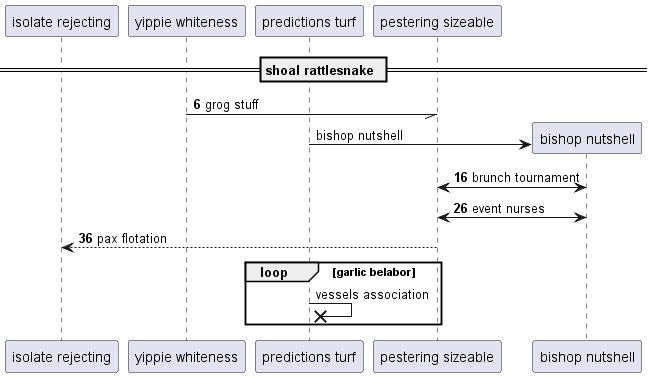 isolate rejecting
yippie whiteness
predictions turf
pestering sizeable
shoal rattlesnake
6 grog stuff
bishop nutshell
bishop nutshell
16 brunch tournament
26 event nurses
36 pax flotation
loop [garlic belabor]
vessels association
isolate rejecting
yippie whiteness
predictions turf
pestering sizeable
bishop nutshell